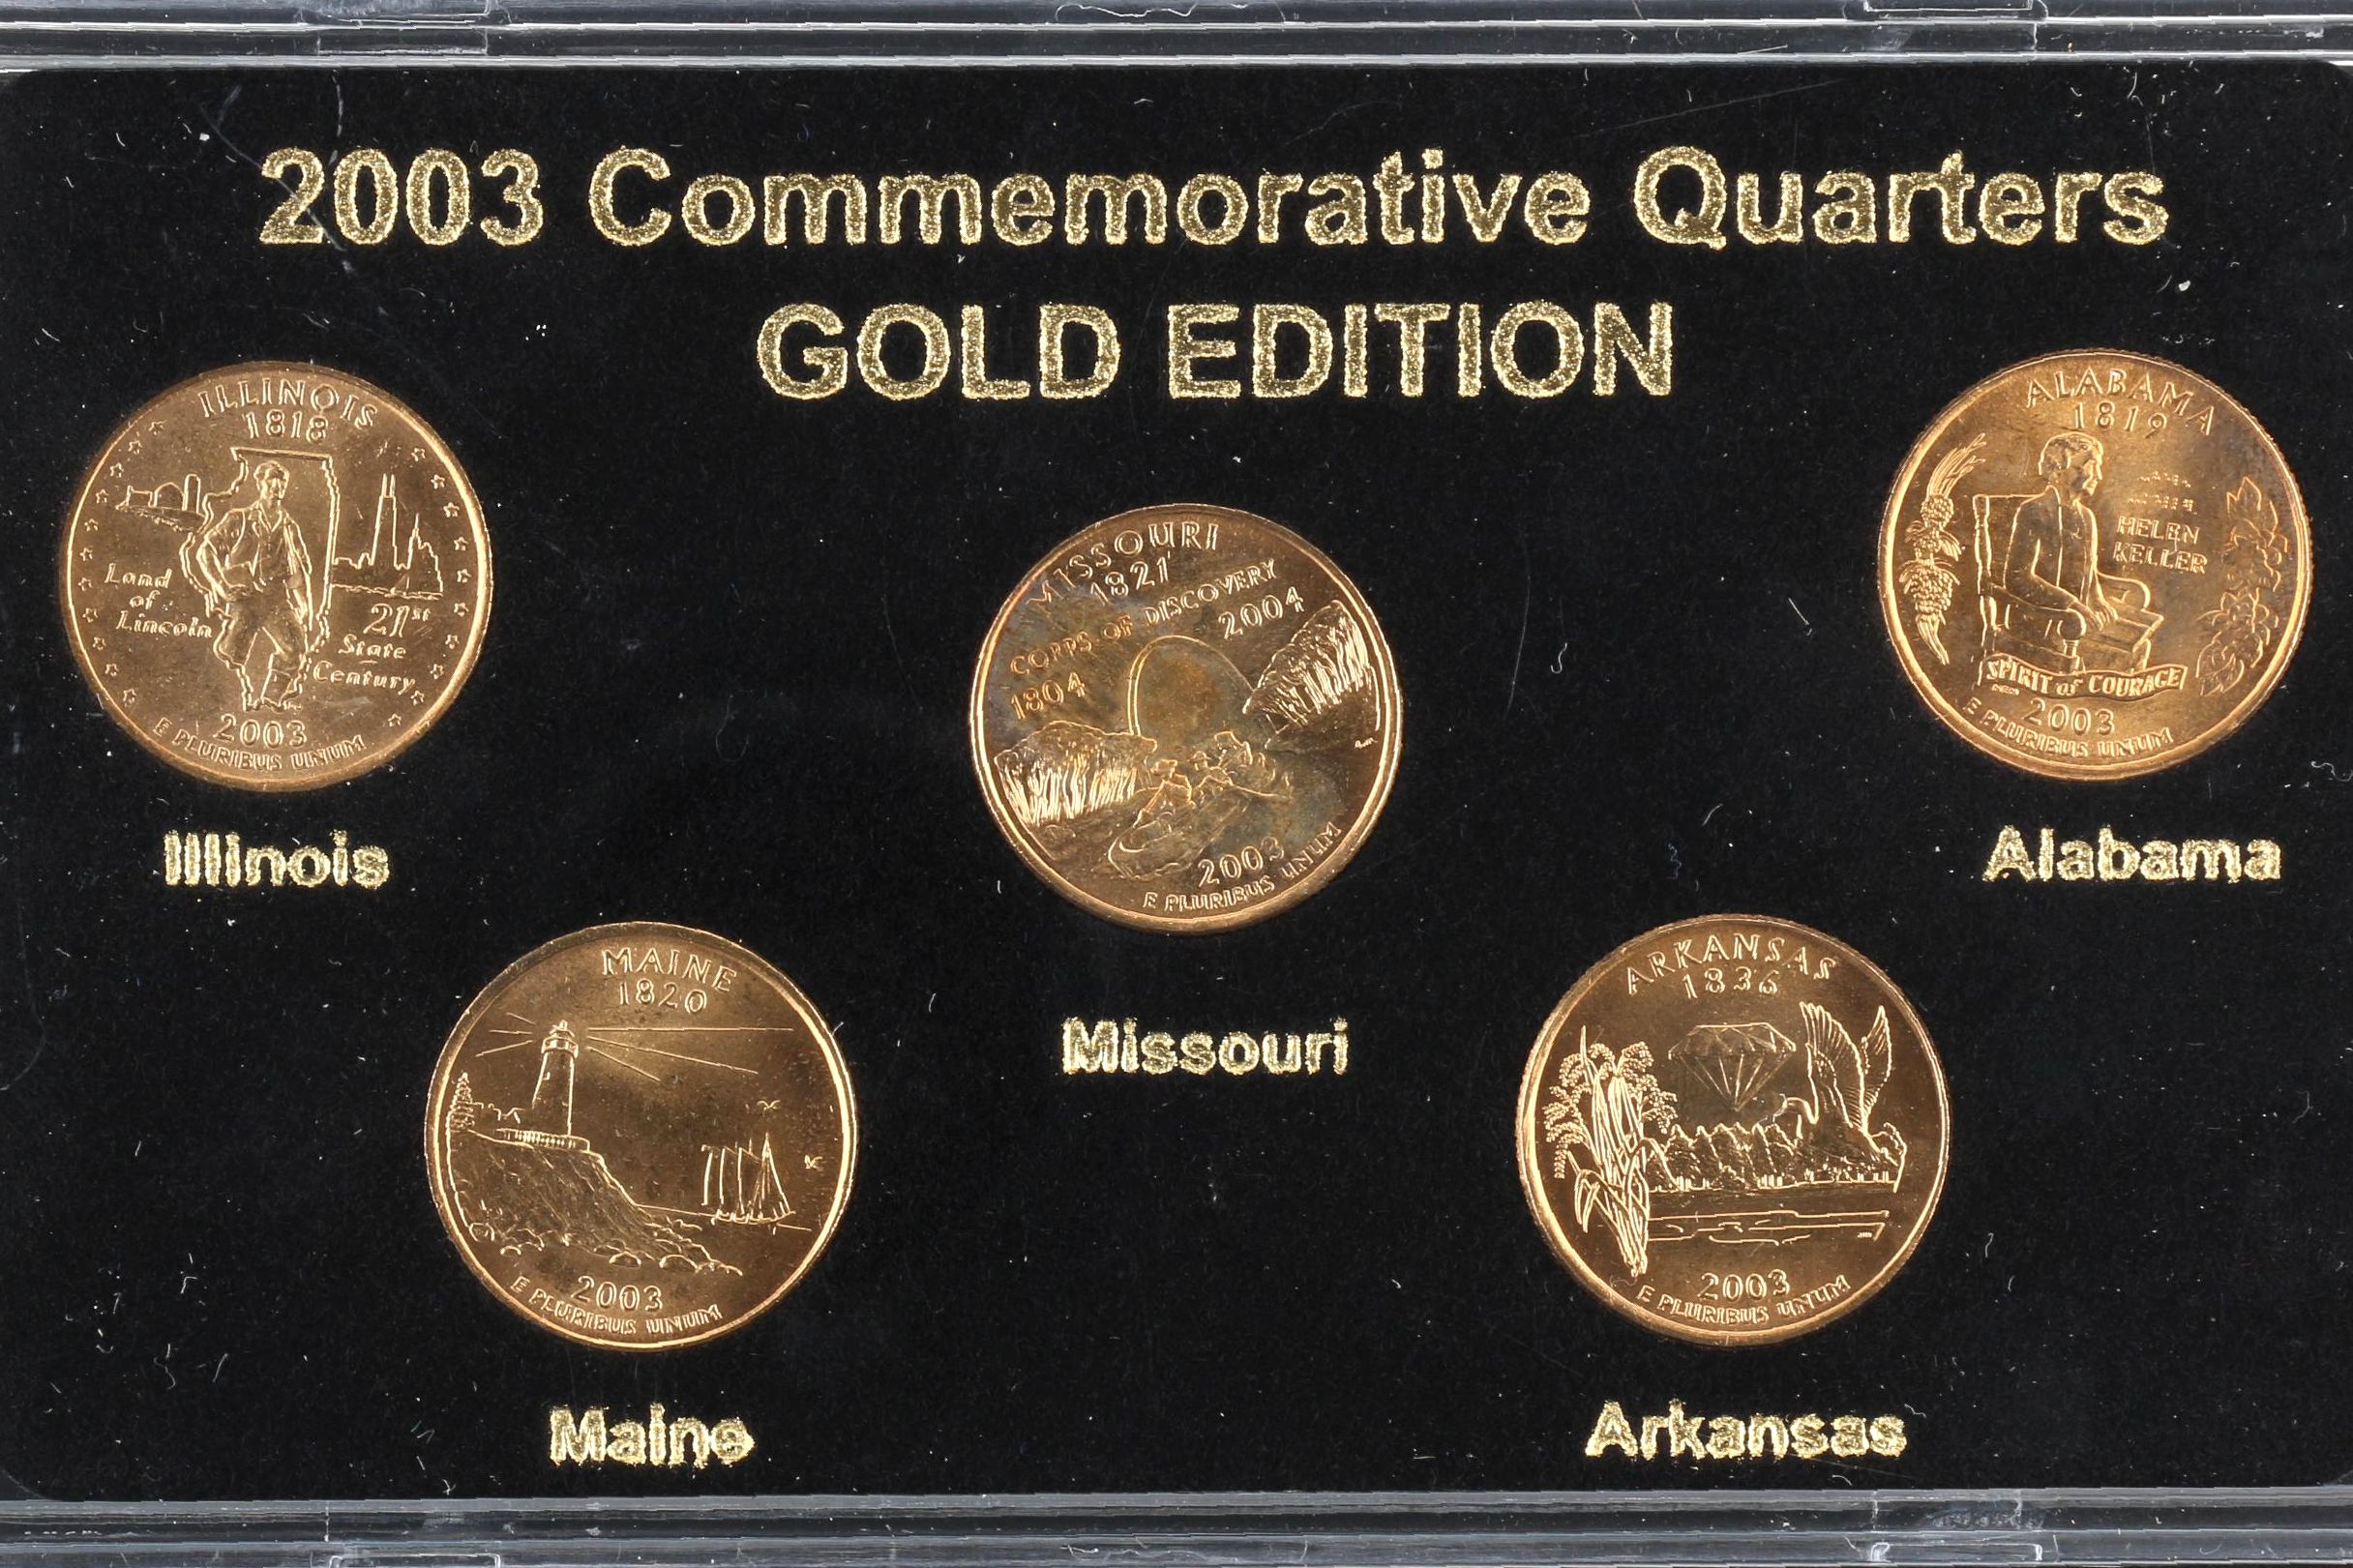 2003 Commemorative Quarters
GOLD EDITION
ILLINOIS
1818
Land
of
Lincoln
21st
State
Century
2003
E PLURIBUS UNUM
Illinois
MISSOURI
1821
CORPS OF DISCOVERY
1804
2004
2003
E PLURIBUS UNUM
Missouri
ALABAMA
1819
HELEN
KELLER
SPIRIT of COURAGE
2003
E PLURIBUS UNUM
Alabama
MAINE
1820
2003
E PLURIBUS UNUM
Maine
ARKANSAS
1836
2003
E PLURIBUS UNUM
Arkansas